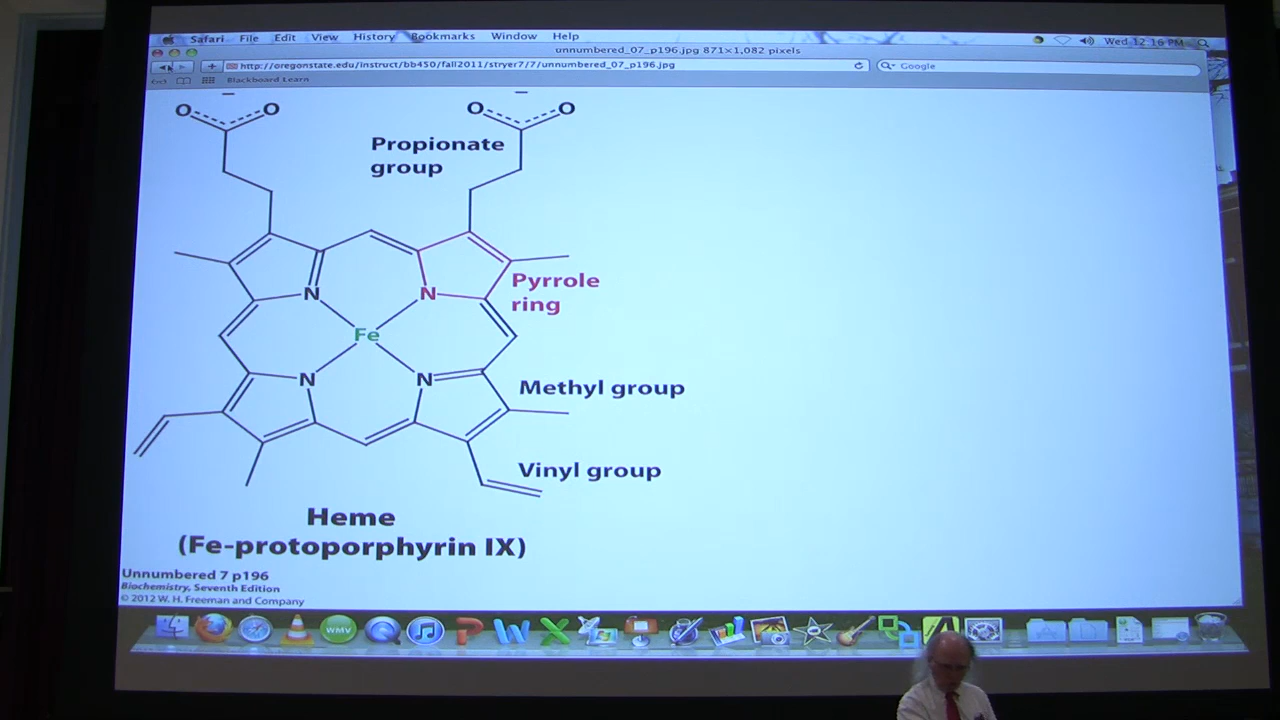 Safari File Edit View History Bookmarks Window Help Wed 12:16 PM
unnumbered_07_p196.jpg 871×1,082 pixels
http://oregonstate.edu/instruct/bb450/fall2011/stryer7/7/unnumbered_07_p196.jpg Google
Blackboard Learn
O O O O
Propionate
group
Pyrrole
ring
N N
Fe
N N
Methyl group
Vinyl group
Heme
(Fe-protoporphyrin IX)
Unnumbered 7 p196
Biochemistry, Seventh Edition
© 2012 W. H. Freeman and Company
WMV